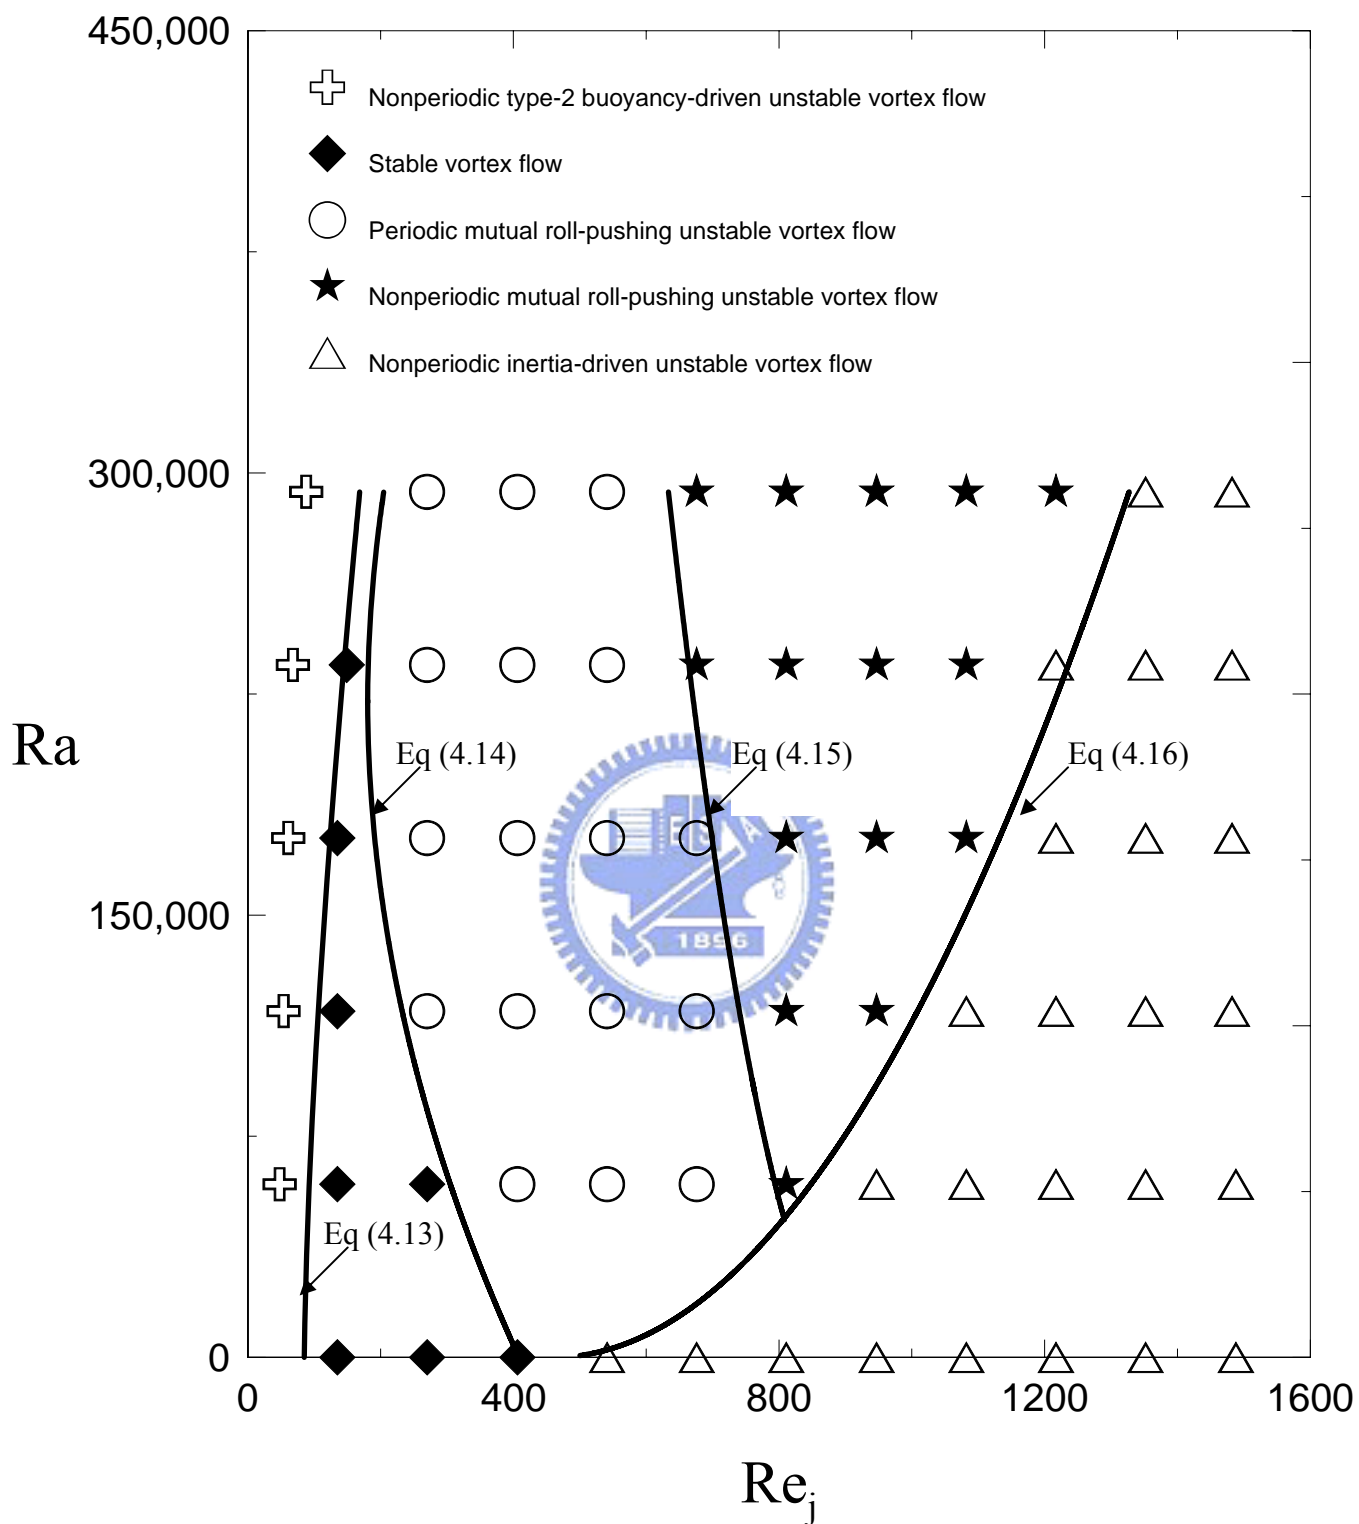 450,000
Nonperiodic type-2 buoyancy-driven unstable vortex flow
Stable vortex flow
Periodic mutual roll-pushing unstable vortex flow
Nonperiodic mutual roll-pushing unstable vortex flow
Nonperiodic inertia-driven unstable vortex flow
300,000
Ra
Eq (4.14)
Eq (4.15)
Eq (4.16)
150,000
1896
Eq (4.13)
0
0 400 800 1200 1600
Re_j